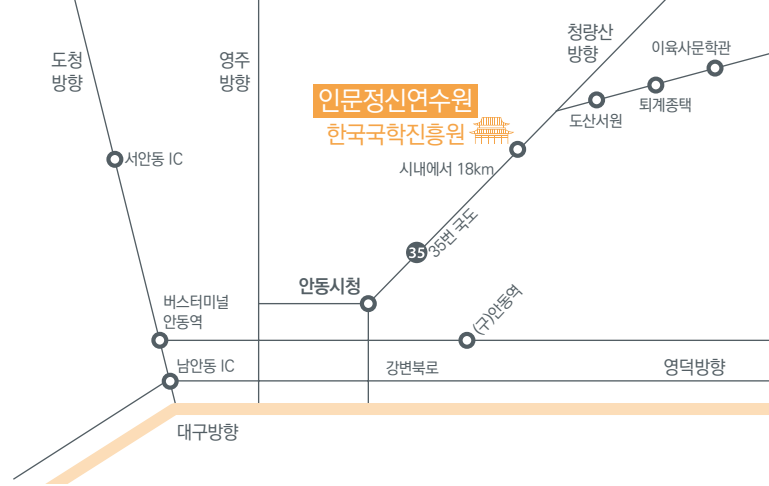 도청
방향
영주
방향
청량산
방향
이육사문학관
인문정신연수원
한국국학진흥원
퇴계종택
도산서원
서안동 IC
시내에서 18km
35
35번 국도
안동시청
버스터미널
안동역
(구)안동역
남안동 IC
강변북로
영덕방향
대구방향